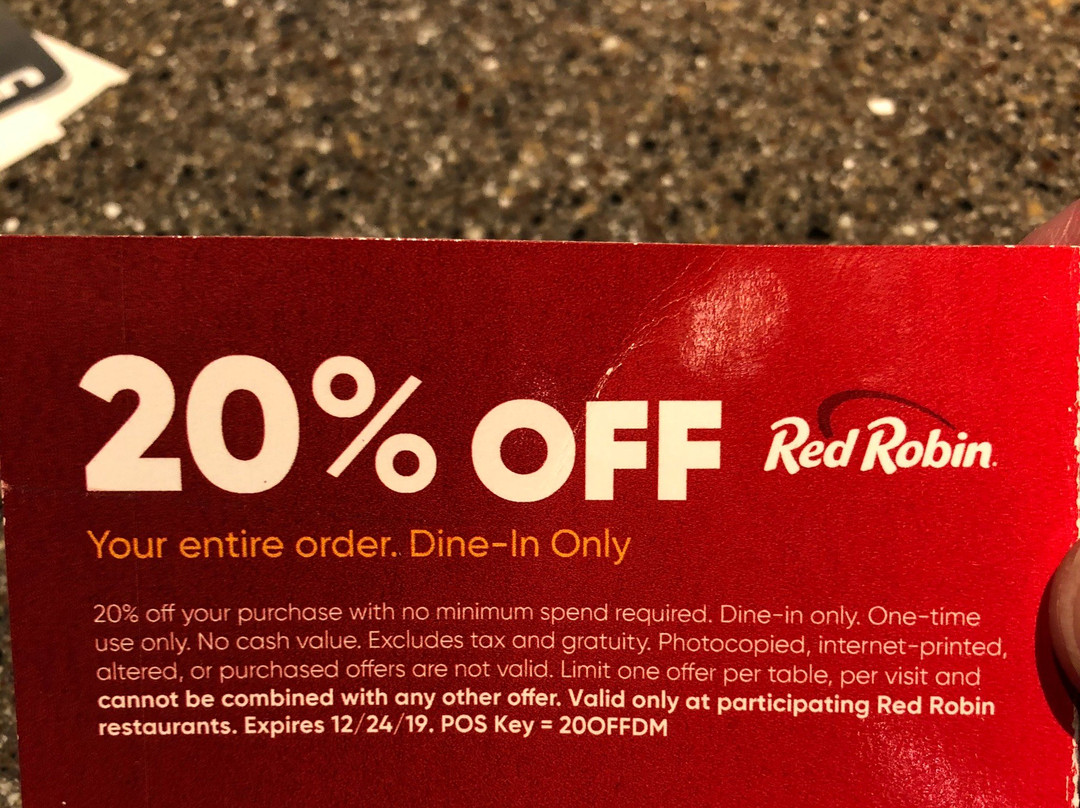 20% OFF
Red Robin.
Your entire order. Dine-In Only
20% off your purchase with no minimum spend required. Dine-in only. One-time
use only. No cash value. Excludes tax and gratuity. Photocopied, internet-printed,
altered, or purchased offers are not valid. Limit one offer per table, per visit and
cannot be combined with any other offer. Valid only at participating Red Robin
restaurants. Expires 12/24/19. POS Key = 20OFFDM